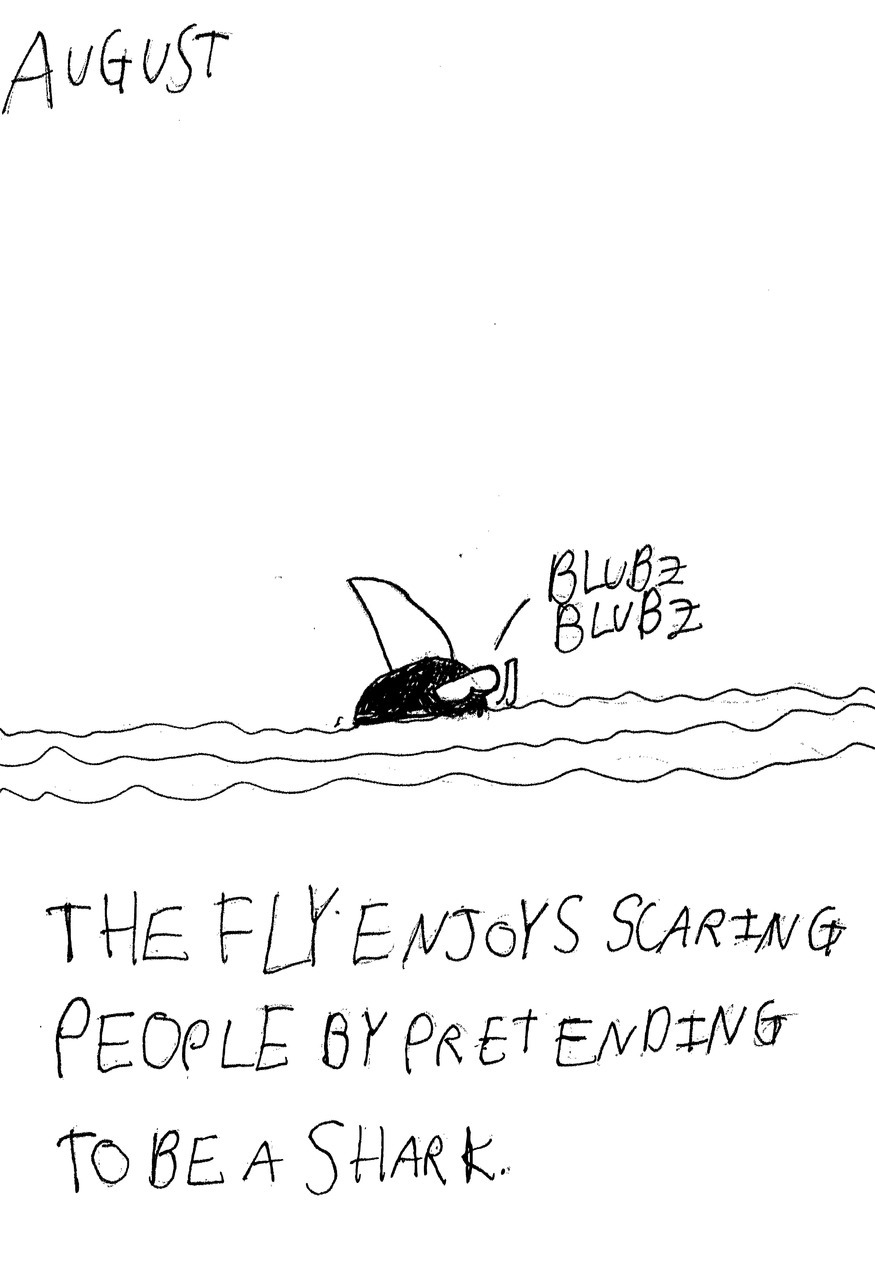 AUGUST
BLUBZ
BLUBZ
THE FLY ENJOYS SCARING
PEOPLE BY PRETENDING
TO BE A SHARK.